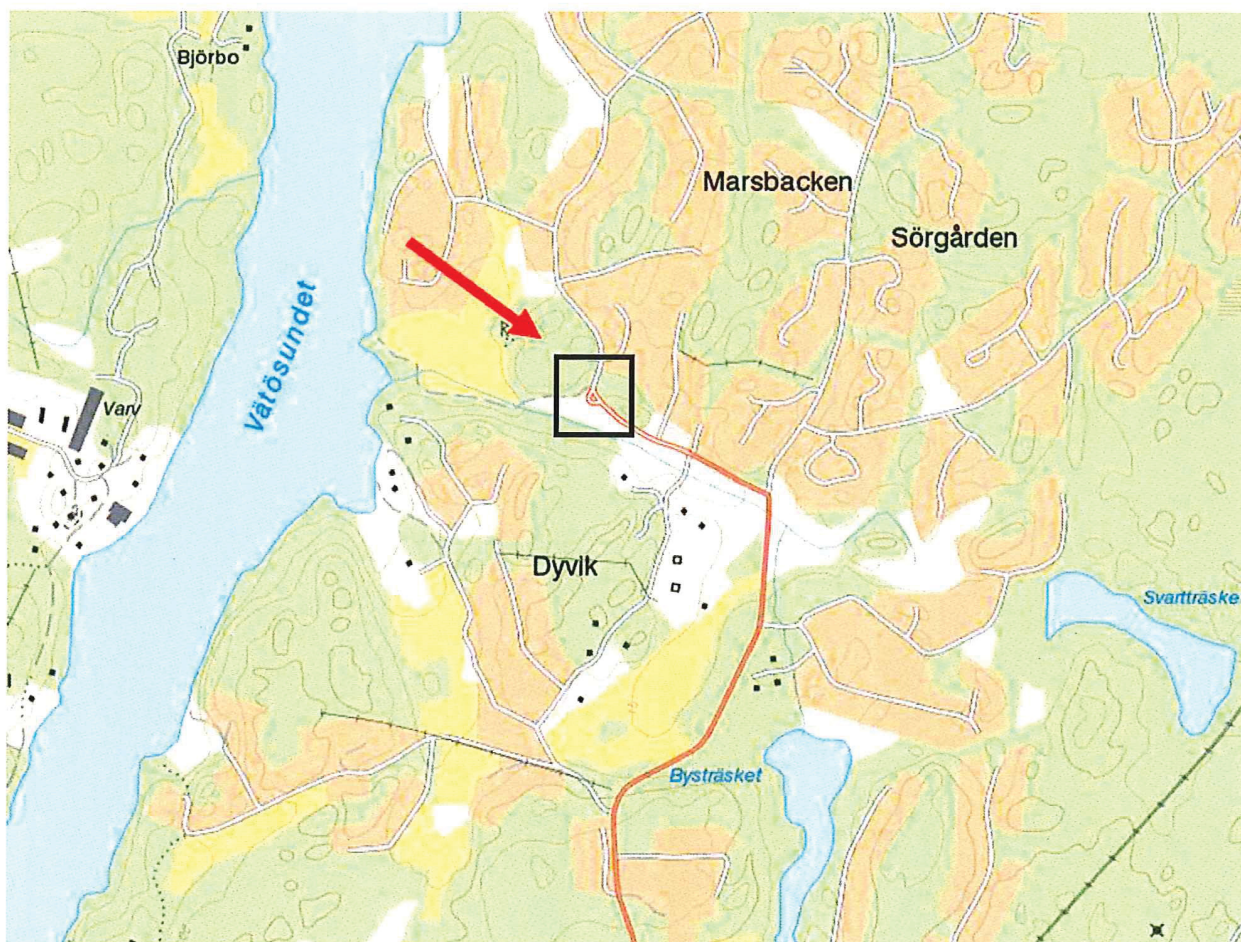 Björbo
Marsbacken
Sörgården
Vätösundet
R
Varv
Dyvik
Svartträsket
Bysträsket